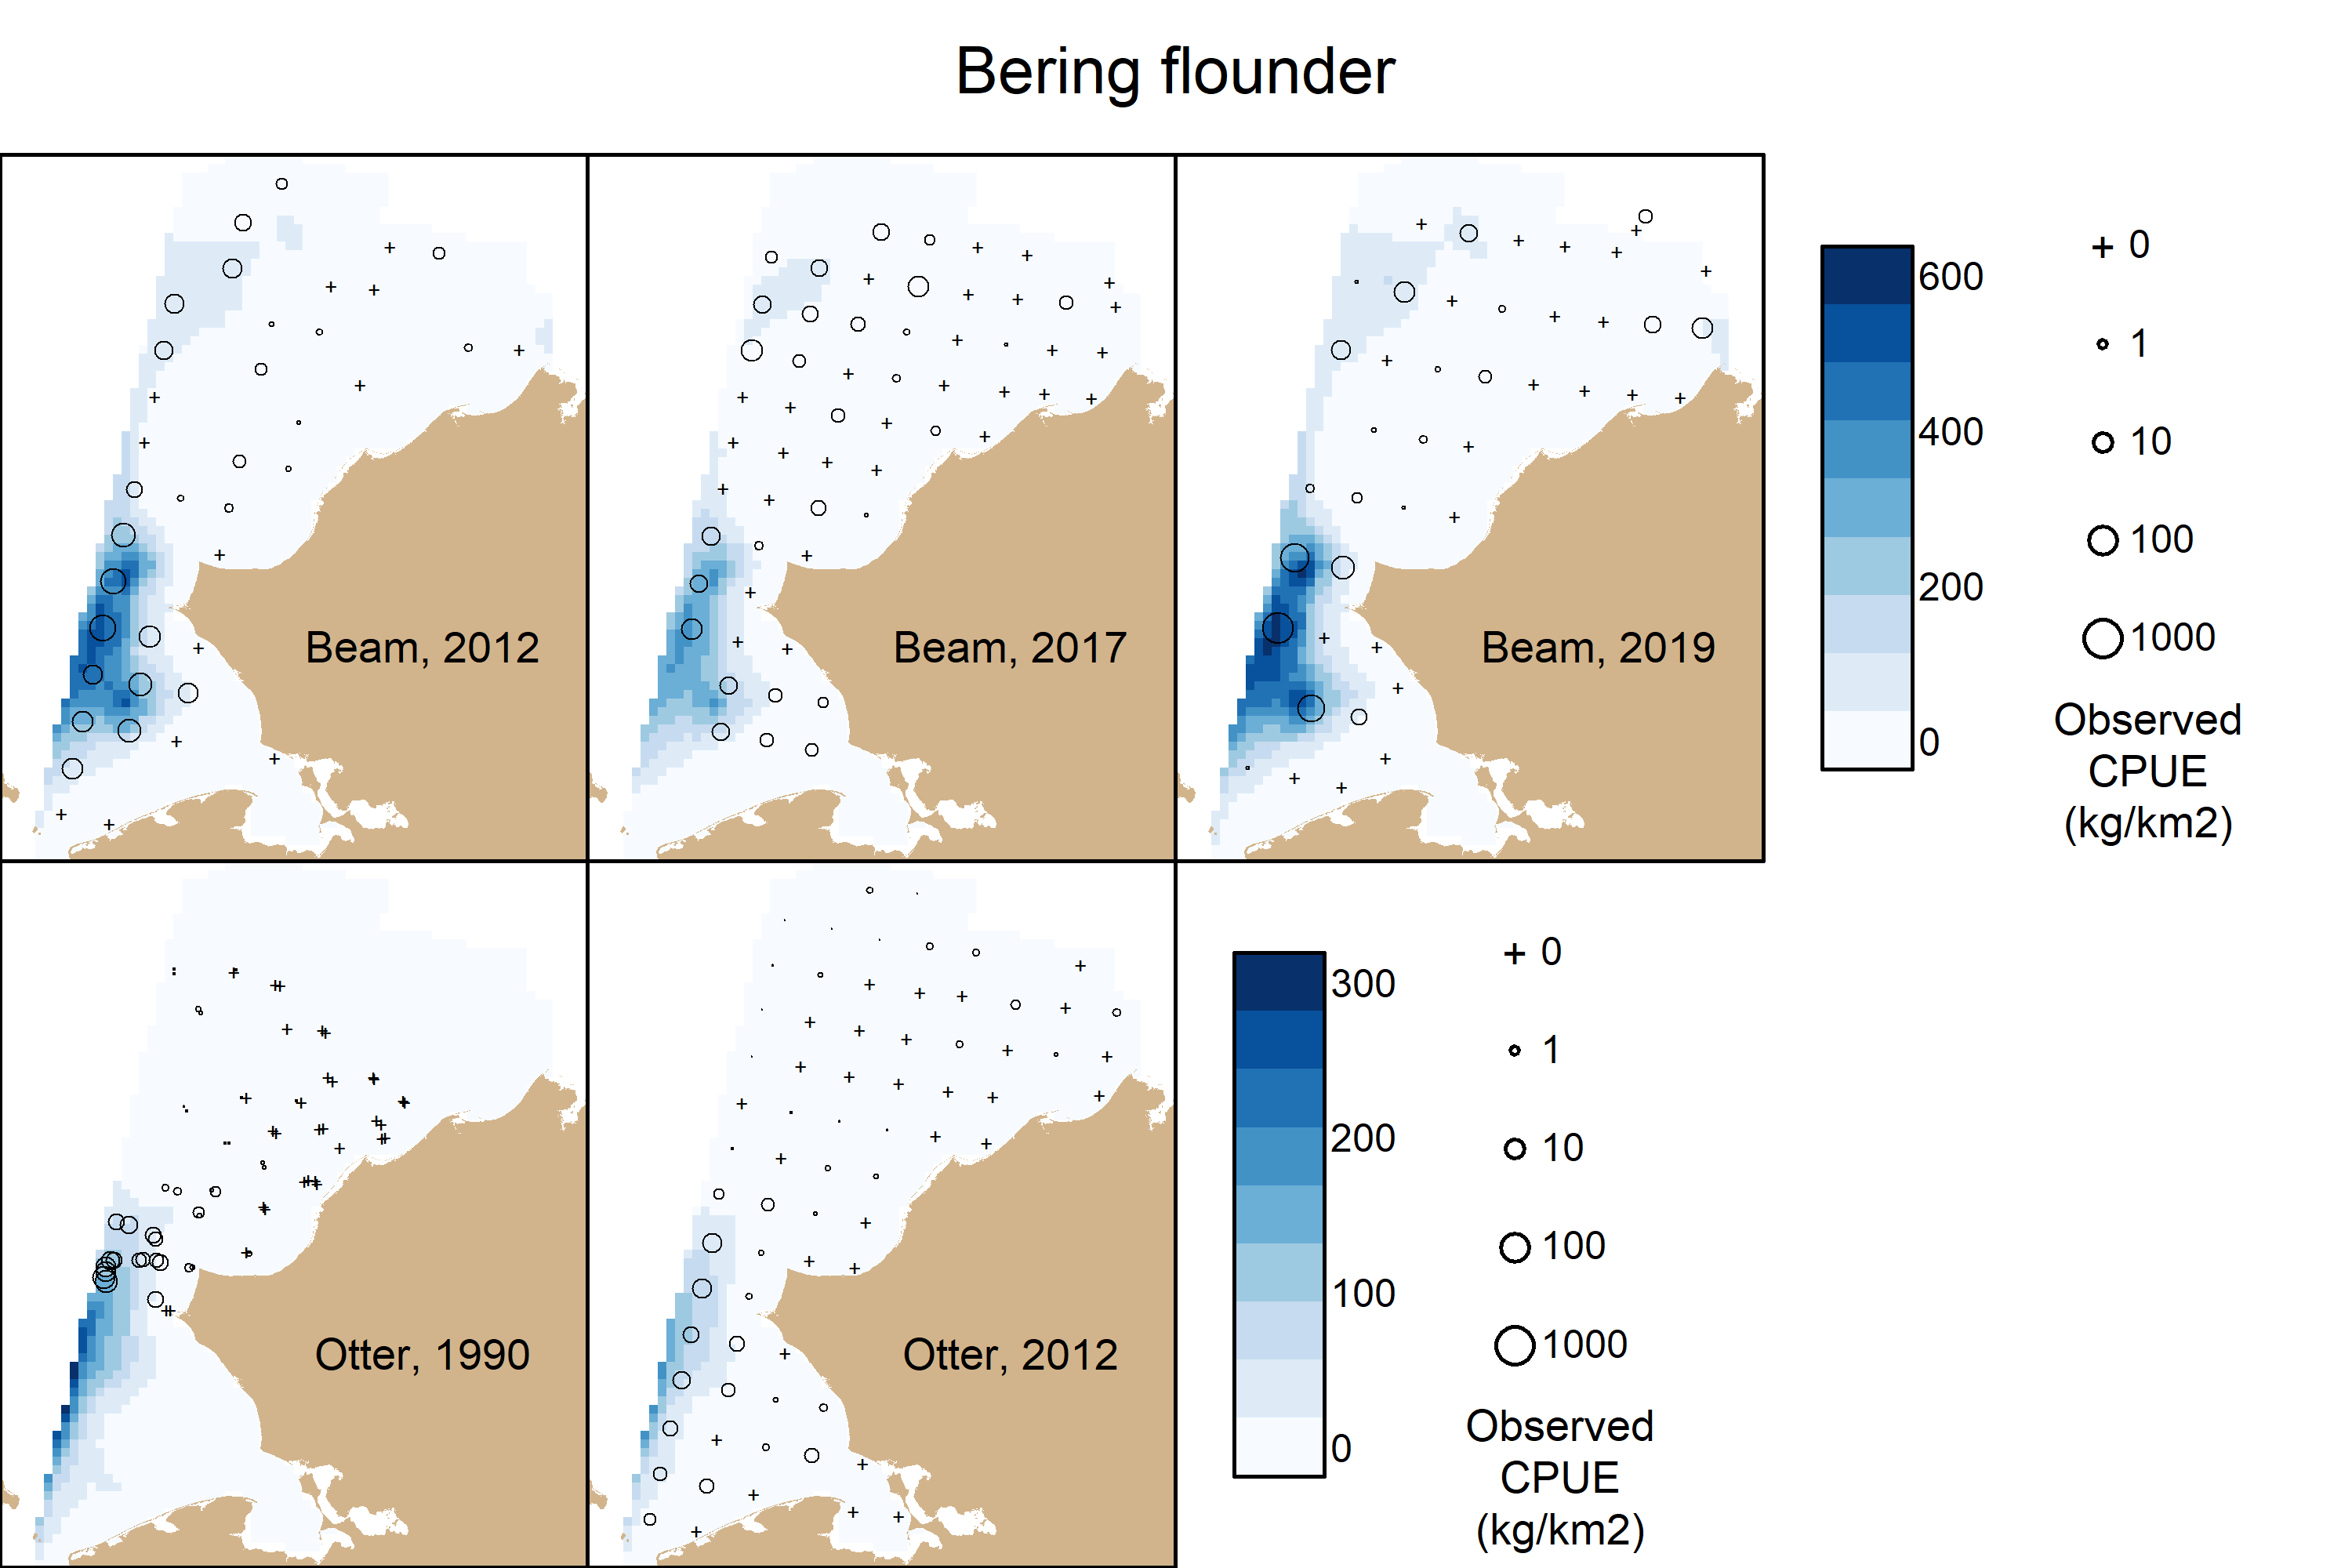 Bering flounder
Beam, 2012
Beam, 2017
Beam, 2019
600
400
200
0
0
1
10
100
1000
Observed
CPUE
(kg/km2)
Otter, 1990
Otter, 2012
300
200
100
0
0
1
10
100
1000
Observed
CPUE
(kg/km2)